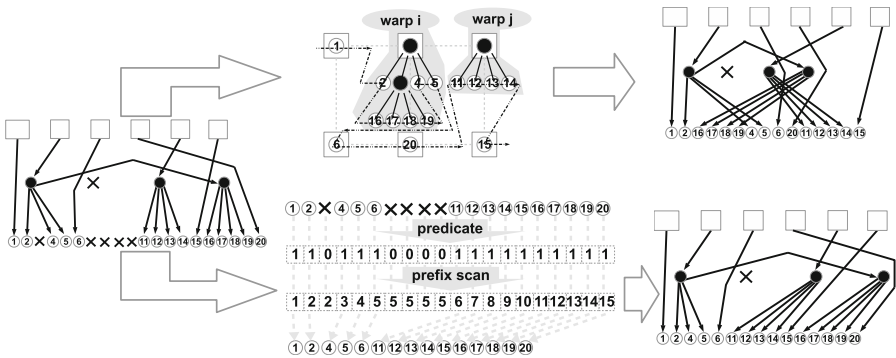 warp i warp j
1
2 4 5 11 12 13 14
16 17 18 19
6 20 15
1 2 16 17 18 19 4 5 6 20 11 12 13 14 15
1 2 × 4 5 6 × × × × 11 12 13 14 15 16 17 18 19 20
1 2 × 4 5 6 × × × × 11 12 13 14 15 16 17 18 19 20
predicate
1 1 0 1 1 1 0 0 0 0 1 1 1 1 1 1 1 1 1 1
prefix scan
1 2 2 3 4 5 5 5 5 5 6 7 8 9 10 11 12 13 14 15
1 2 4 5 6 11 12 13 14 15 16 17 18 19 20
1 2 4 5 6 11 12 13 14 15 16 17 18 19 20